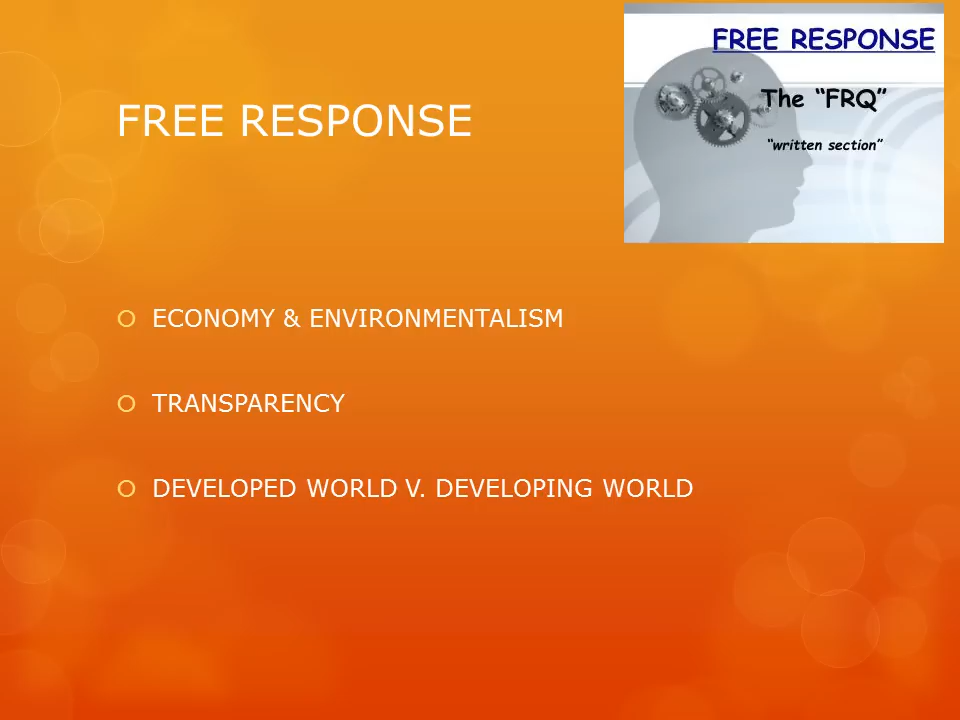 FREE RESPONSE
FREE RESPONSE
The “FRQ”
“written section”
ECONOMY & ENVIRONMENTALISM
TRANSPARENCY
DEVELOPED WORLD V. DEVELOPING WORLD